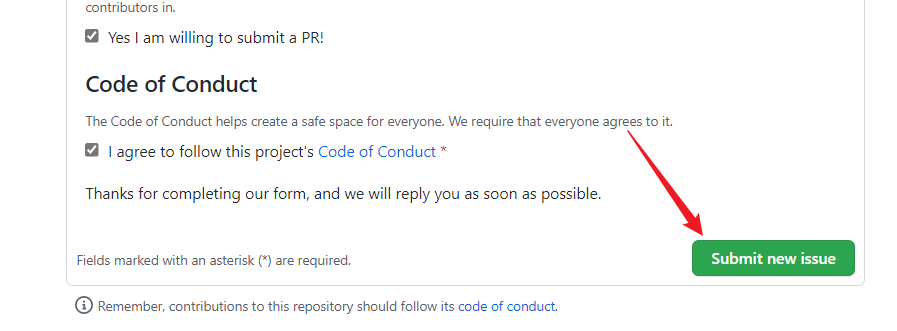 contributors in.
Yes I am willing to submit a PR!
Code of Conduct
The Code of Conduct helps create a safe space for everyone. We require that everyone agrees to it.
I agree to follow this project's Code of Conduct *
Thanks for completing our form, and we will reply you as soon as possible.
Fields marked with an asterisk (*) are required.
Submit new issue
Remember, contributions to this repository should follow its code of conduct.